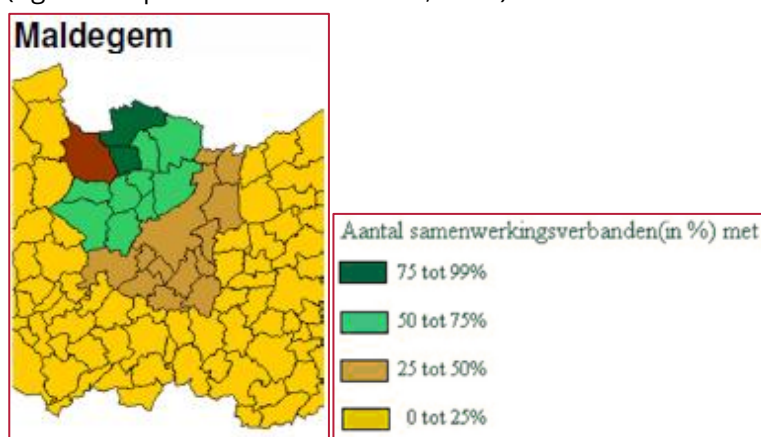 Maldegem
Aantal samenwerkingsverbanden(in %) met
75 tot 99%
50 tot 75%
25 tot 50%
0 tot 25%